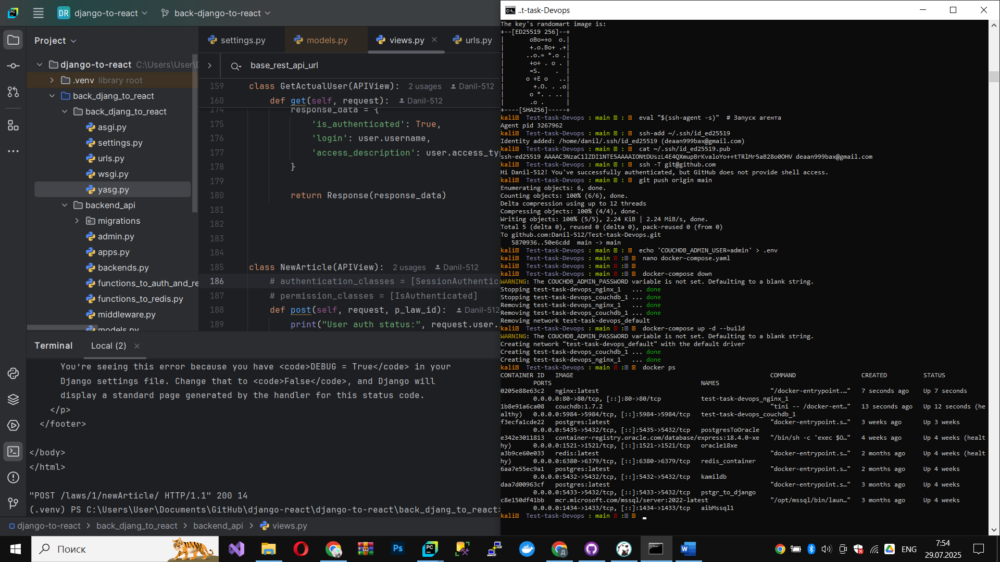 DR django-to-react
back-django-to-react
Project
django-to-react C:\Users\User\D
.venv library root
back_djang_to_react
back_djang_to_react
asgi.py
settings.py
urls.py
wsgi.py
yasg.py
backend_api
migrations
admin.py
apps.py
backends.py
functions_to_auth_and_re
functions_to_redis.py
middleware.py
models.py
settings.py
models.py
views.py
urls.py
base_rest_api_url
159 class GetActualUser(APIView): 2 usages Danil-512
160 def get(self, request): Danil-512
174 response_data = {
175 'is_authenticated': True,
176 'login': user.username,
177 'access_description': user.access_typ
178 }
179
180 return Response(response_data)
181
182
183
184
185 class NewArticle(APIView): 2 usages Danil-512
186 # authentication_classes = [SessionAuthentic
187 # permission_classes = [IsAuthenticated]
188 def post(self, request, p_law_id): Danil-512
189 print("User auth status:", request.user.
Terminal Local (2)
You're seeing this error because you have <code>DEBUG = True</code> in your
Django settings file. Change that to <code>False</code>, and Django will
display a standard page generated by the handler for this status code.
</p>
</footer>
</body>
</html>
"POST /laws/1/newArticle/ HTTP/1.1" 200 14
(.venv) PS C:\Users\User\Documents\GitHub\django-react\django-to-react\back_djang_to_react>
django-to-react > back_djang_to_react > backend_api > views.py
..t-task-Devops
The key's randomart image is:
+--[ED25519 256]--+
| oBo=+o o.|
| +.o.Bo+ .+|
| ..o.= *.o .|
| +o+ . o . |
| =S. . |
| o +E o ..|
| +.O. . .o|
| o *. . .. |
| .o . |
+----[SHA256]-----+
kali Test-task-Devops : main : eval "$(ssh-agent -s)" # Запуск агента
Agent pid 3267962
kali Test-task-Devops : main : ssh-add ~/.ssh/id_ed25519
Identity added: /home/danil/.ssh/id_ed25519 (deaan999bax@gmail.com)
kali Test-task-Devops : main : cat ~/.ssh/id_ed25519.pub
ssh-ed25519 AAAAC3NzaC1lZDI1NTE5AAAAIONtDUszL4E4QXmupBrKvaloYo++tTRlMr5aB28o0OHV deaan999bax@gmail.com
kali Test-task-Devops : main : ssh -T git@github.com
Hi Danil-512! You've successfully authenticated, but GitHub does not provide shell access.
kali Test-task-Devops : main : git push origin main
Enumerating objects: 6, done.
Counting objects: 100% (6/6), done.
Delta compression using up to 12 threads
Compressing objects: 100% (4/4), done.
Writing objects: 100% (5/5), 2.24 KiB | 2.24 MiB/s, done.
Total 5 (delta 0), reused 0 (delta 0), pack-reused 0 (from 0)
To github.com:Danil-512/Test-task-Devops.git
5870936..50e6cdd main -> main
kali Test-task-Devops : main : echo 'COUCHDB_ADMIN_USER=admin' > .env
kali Test-task-Devops : main : nano docker-compose.yaml
kali Test-task-Devops : main :
kali Test-task-Devops : main : docker-compose down
WARNING: The COUCHDB_ADMIN_PASSWORD variable is not set. Defaulting to a blank string.
Stopping test-task-devops_nginx_1 ... done
Stopping test-task-devops_couchdb_1 ... done
Removing test-task-devops_nginx_1 ... done
Removing test-task-devops_couchdb_1 ... done
Removing network test-task-devops_default
kali Test-task-Devops : main : docker-compose up -d --build
WARNING: The COUCHDB_ADMIN_PASSWORD variable is not set. Defaulting to a blank string.
Creating network "test-task-devops_default" with the default driver
Creating test-task-devops_couchdb_1 ... done
Creating test-task-devops_nginx_1 ... done
kali Test-task-Devops : main : docker ps
CONTAINER ID IMAGE COMMAND CREATED STATUS
PORTS NAMES
0205e88e63c2 nginx:latest "/docker-entrypoint.…" 7 seconds ago Up 7 seconds
0.0.0.0:80->80/tcp, [::]:80->80/tcp test-task-devops_nginx_1
1b8e91a6ca08 couchdb:1.7.2 "tini -- /docker-ent…" 13 seconds ago Up 12 seconds (he
althy) 0.0.0.0:5984->5984/tcp, [::]:5984->5984/tcp test-task-devops_couchdb_1
f3ecfa1cde22 postgres:latest "docker-entrypoint.s…" 3 weeks ago Up 3 weeks
0.0.0.0:5435->5432/tcp, [::]:5435->5432/tcp postgresToOracle
e342e3011813 container-registry.oracle.com/database/express:18.4.0-xe "/bin/sh -c 'exec $O…" 4 weeks ago Up 4 weeks (healt
hy) 0.0.0.0:1521->1521/tcp, [::]:1521->1521/tcp oracle18xe
a3b9ce60e033 redis:latest "docker-entrypoint.s…" 2 months ago Up 4 weeks (healt
hy) 0.0.0.0:6380->6379/tcp, [::]:6380->6379/tcp redis_container
6aa7e55ec9a1 postgres:latest "docker-entrypoint.s…" 2 months ago Up 4 weeks
0.0.0.0:5432->5432/tcp, [::]:5432->5432/tcp kamildb
daa7d00963cf postgres:latest "docker-entrypoint.s…" 3 months ago Up 4 weeks
0.0.0.0:5433->5432/tcp, [::]:5433->5432/tcp pstgr_to_django
c8e150df41bb mcr.microsoft.com/mssql/server:2022-latest "/opt/mssql/bin/laun…" 3 months ago Up 4 weeks
0.0.0.0:1434->1433/tcp, [::]:1434->1433/tcp aibMssql1
kali Test-task-Devops : main :
Поиск
ENG
7:54
29.07.2025